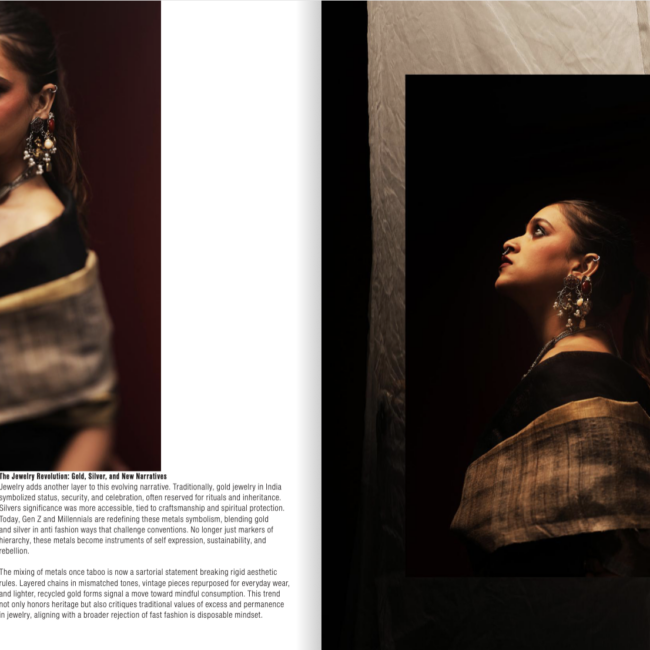 The Jewelry Revolution: Gold, Silver, and New Narratives
Jewelry adds another layer to this evolving narrative. Traditionally, gold jewelry in India
symbolized status, security, and celebration, often reserved for rituals and inheritance.
Silvers significance was more accessible, tied to craftsmanship and spiritual protection.
Today, Gen Z and Millennials are redefining these metals symbolism, blending gold
and silver in anti fashion ways that challenge conventions. No longer just markers of
hierarchy, these metals become instruments of self expression, sustainability, and
rebellion.

The mixing of metals once taboo is now a sartorial statement breaking rigid aesthetic
rules. Layered chains in mismatched tones, vintage pieces repurposed for everyday wear,
and lighter, recycled gold forms signal a move toward mindful consumption. This trend
not only honors heritage but also critiques traditional values of excess and permanence
in jewelry, aligning with a broader rejection of fast fashion is disposable mindset.